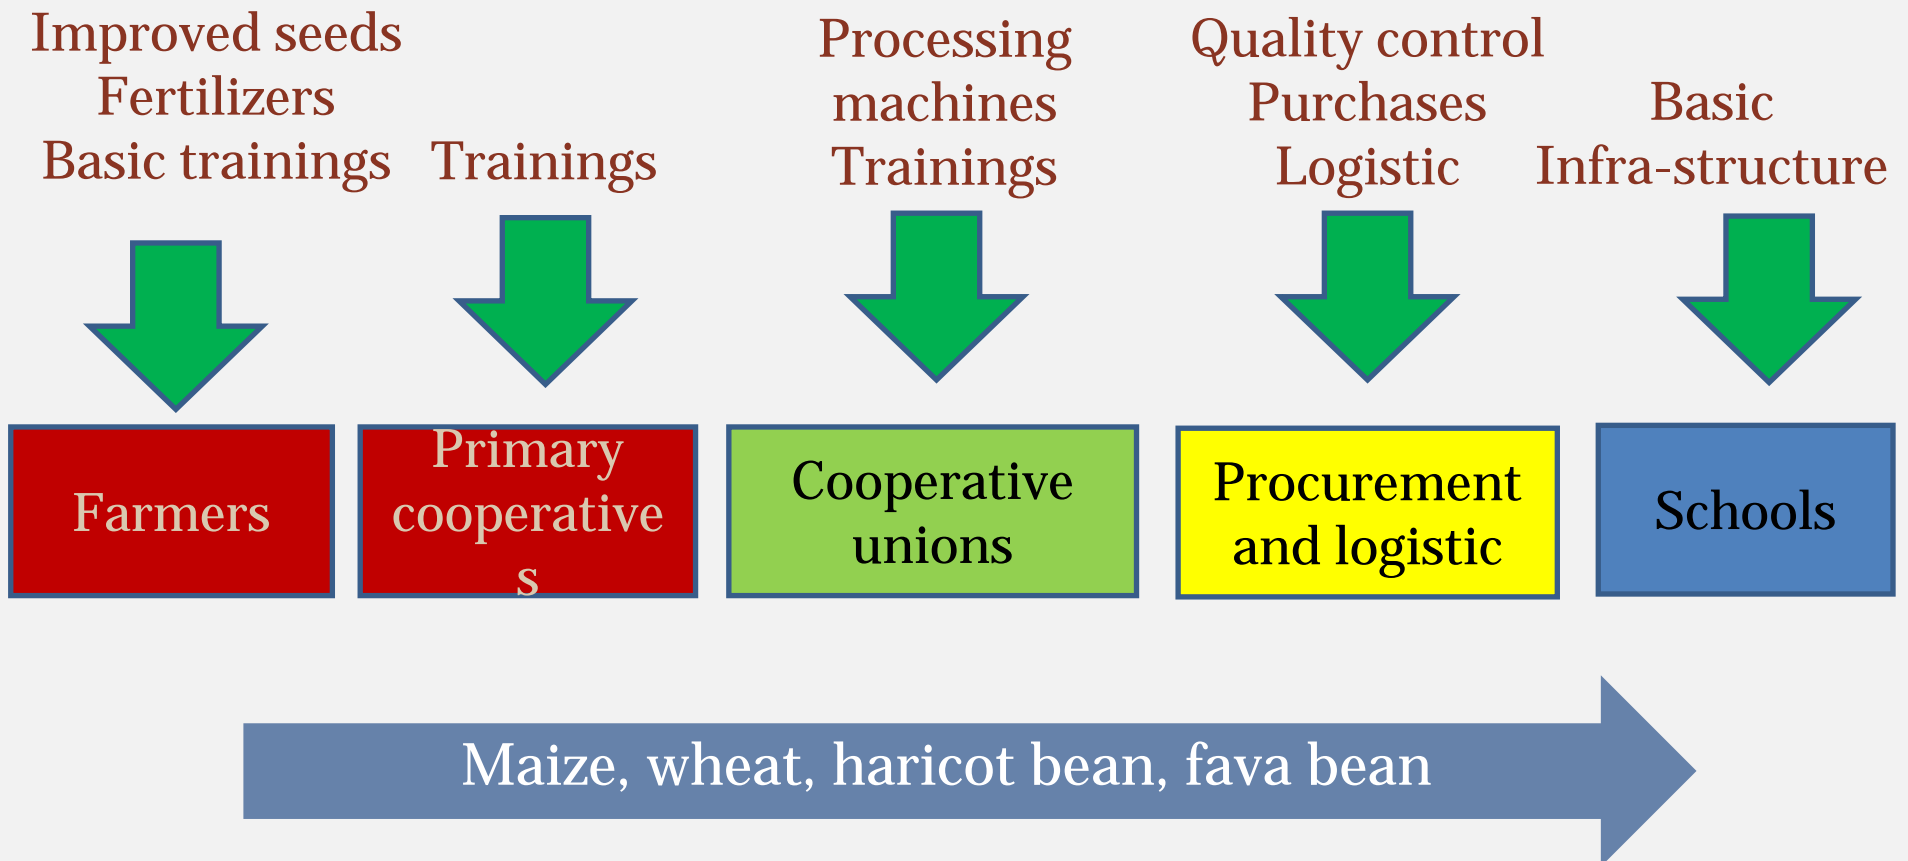 Improved seeds
Fertilizers
Basic trainings
Trainings
Processing
machines
Trainings
Quality control
Purchases
Logistic
Basic
Infra-structure
Farmers
Primary
cooperative
s
Cooperative
unions
Procurement
and logistic
Schools
Maize, wheat, haricot bean, fava bean